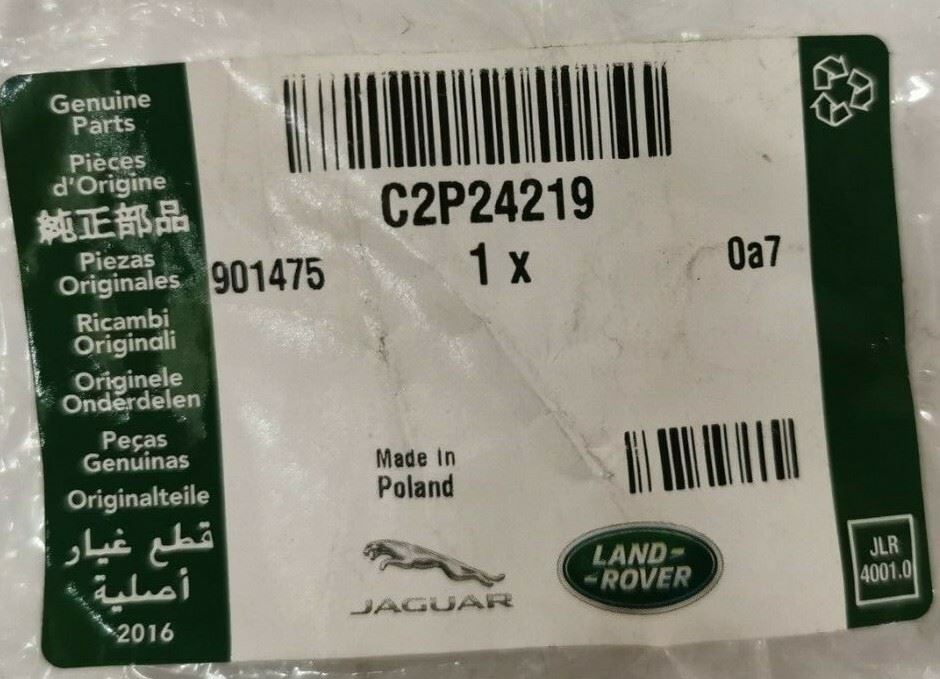 Genuine
Parts
Pièces
d'Origine
純正部品
Piezas
Originales
Ricambi
Originali
Originele
Onderdelen
Peças
Genuinas
Originalteile
قطع غيار
أصلية
2016
C2P24219
901475
1 x
0a7
Made in
Poland
JAGUAR
LAND-
-ROVER
JLR
4001.0